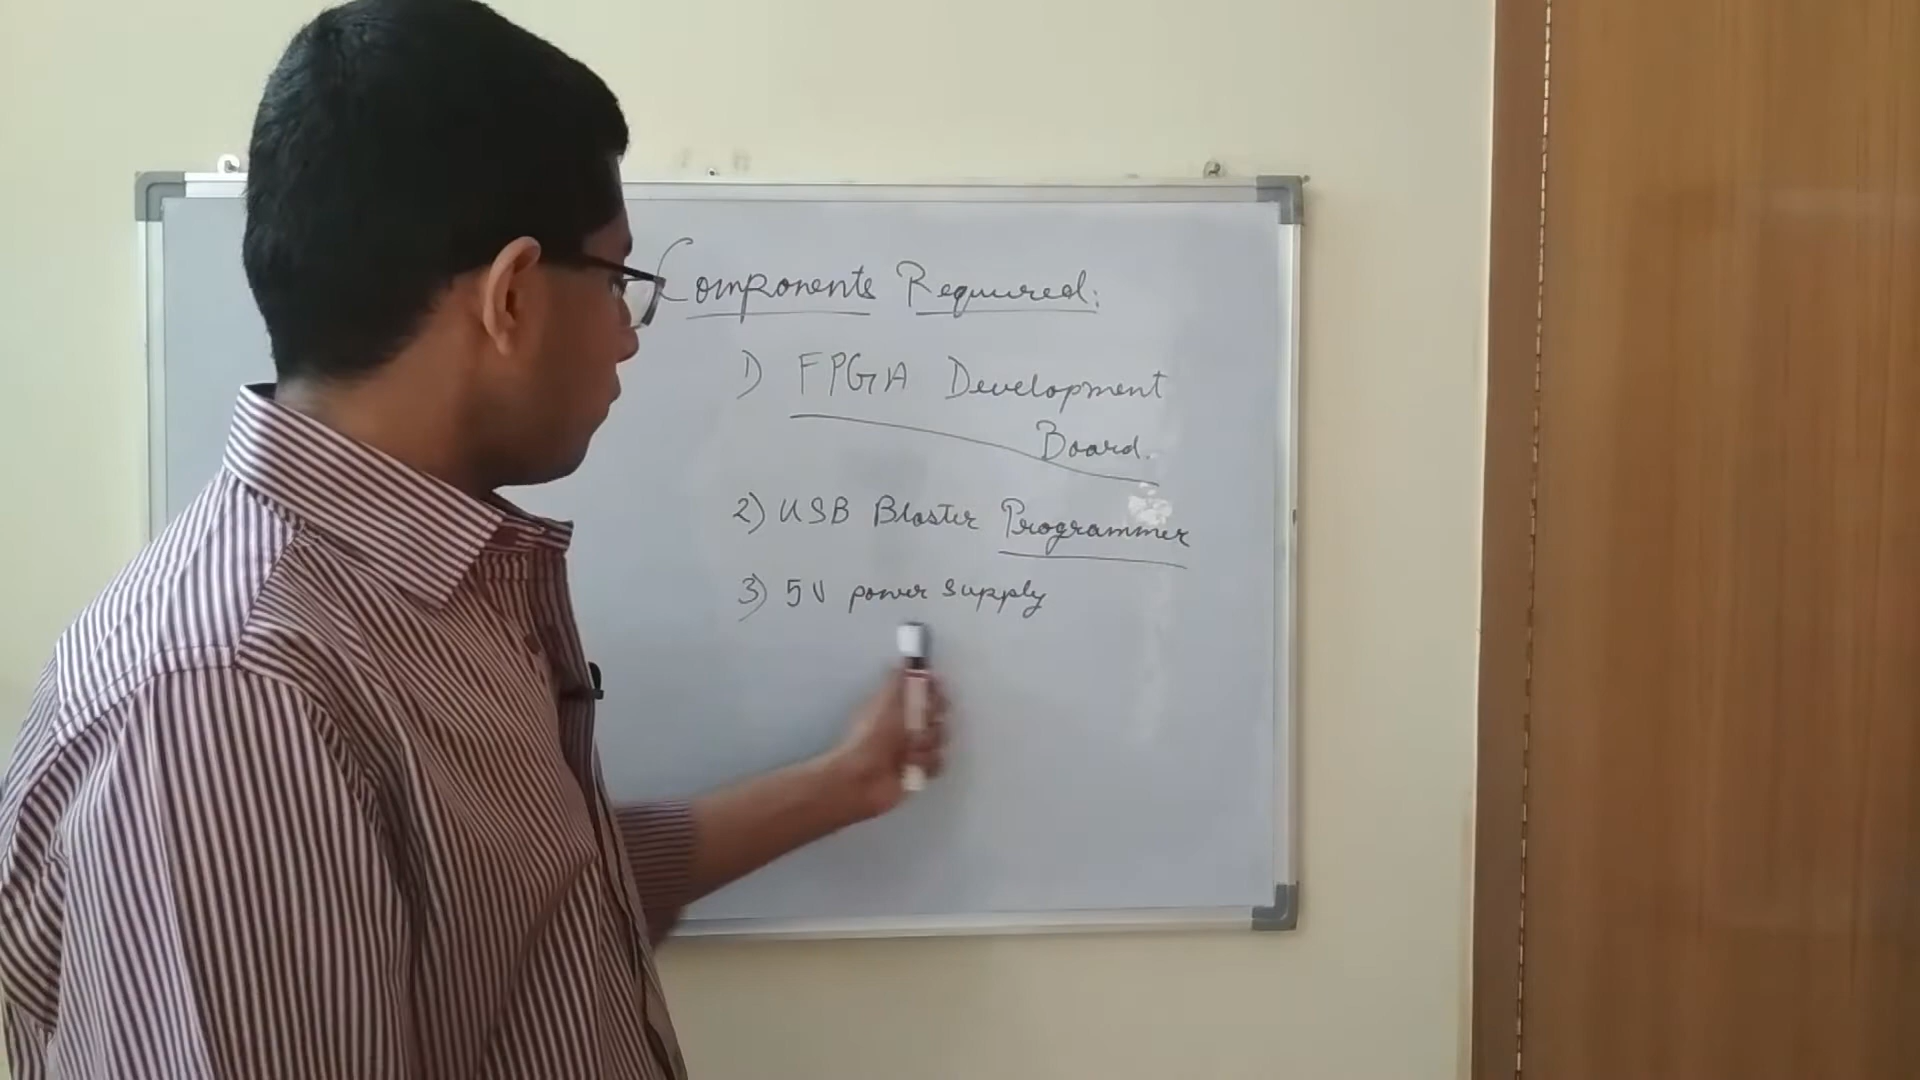 Components Required:
1) FPGA Development
Board.
2) USB Blaster Programmer
3) 5V power supply